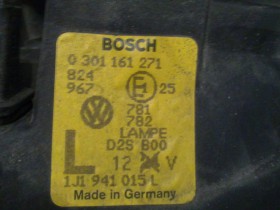 BOSCH
0 301 161 271
824
967 E1 25
781
782
LAMPE
D2S 800
L 12 V
1J1 941 015 L
Made in Germany